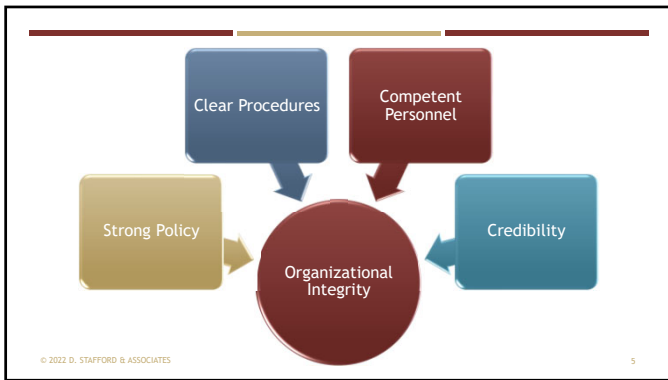 Clear Procedures
Competent
Personnel
Strong Policy
Credibility
Organizational
Integrity
© 2022 D. STAFFORD & ASSOCIATES
5